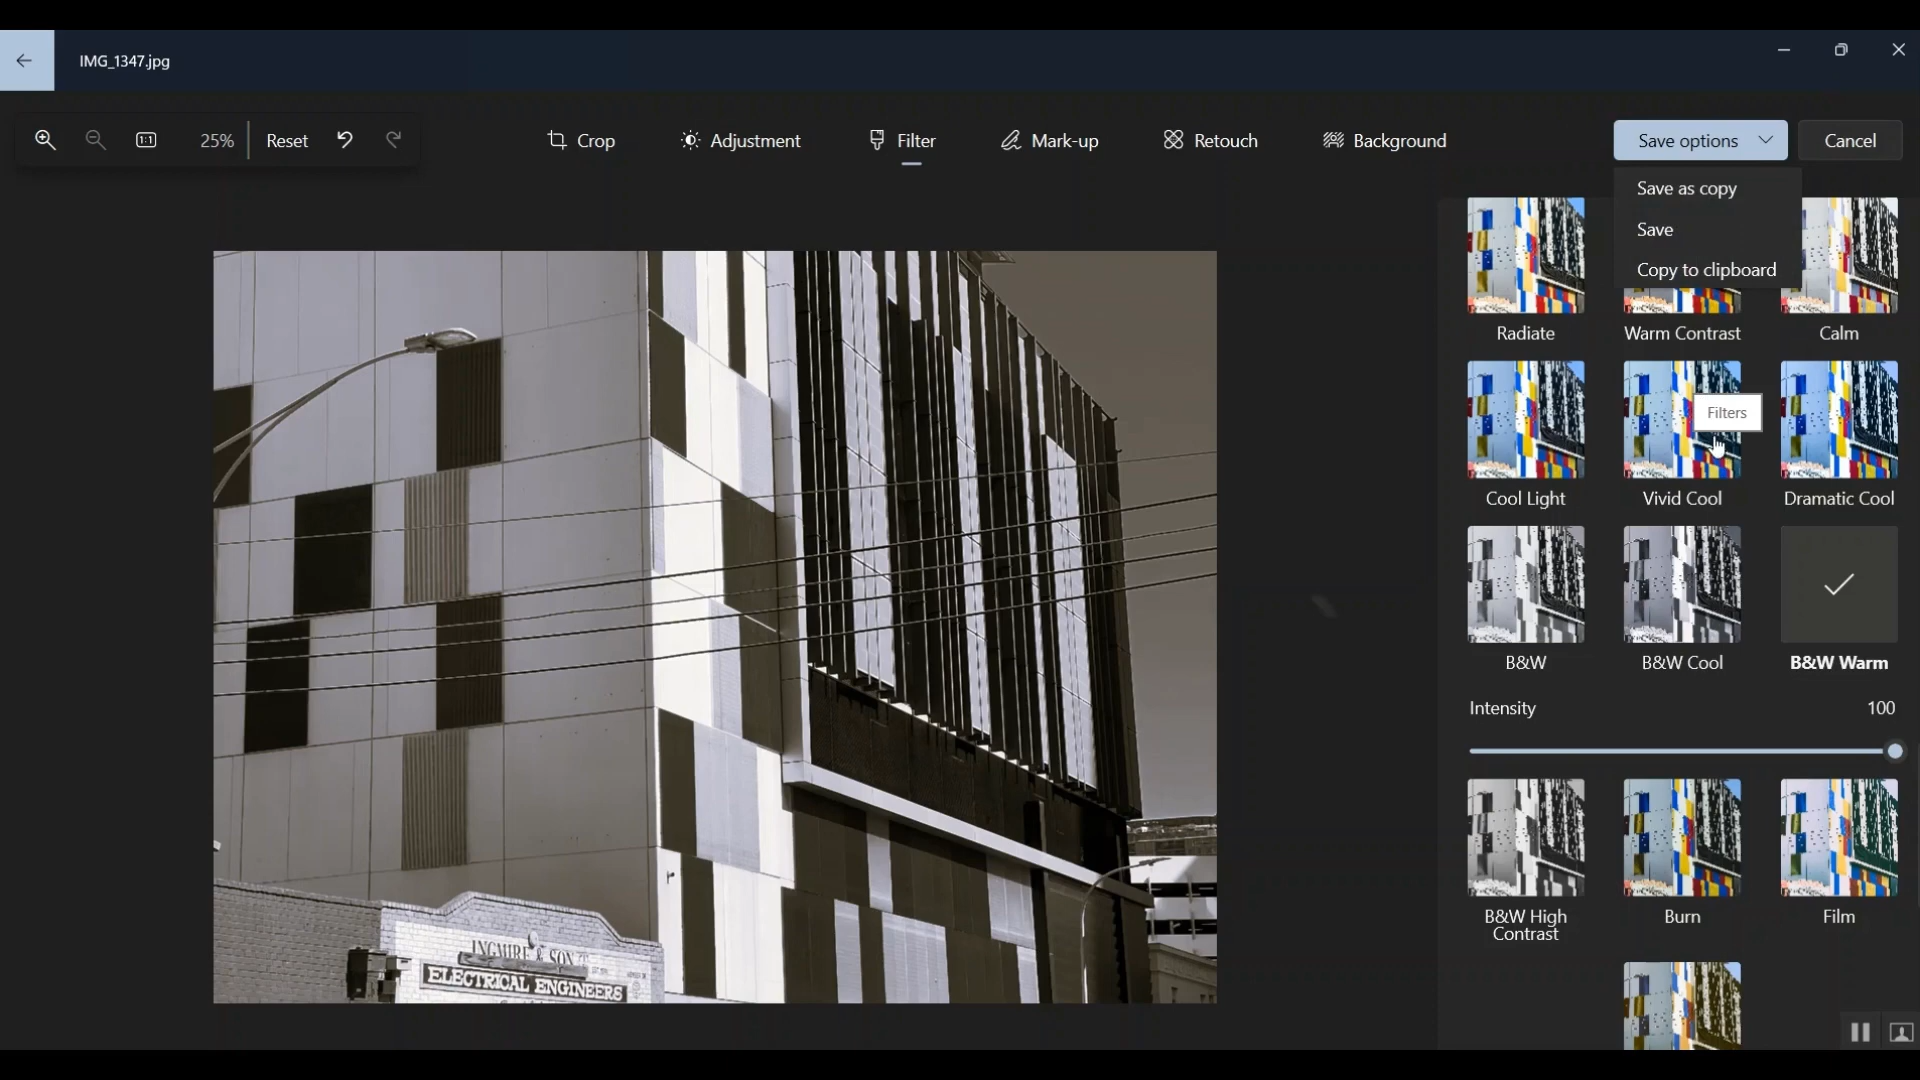 IMG_1347.jpg
25%
Reset
Crop
Adjustment
Filter
Mark-up
Retouch
Background
Save options
Cancel
Save as copy
Save
Copy to clipboard
Radiate
Warm Contrast
Calm
Filters
Cool Light
Vivid Cool
Dramatic Cool
B&W
B&W Cool
B&W Warm
Intensity
100
B&W High
Contrast
Burn
Film
INGMIRE & SON
ELECTRICAL ENGINEERS